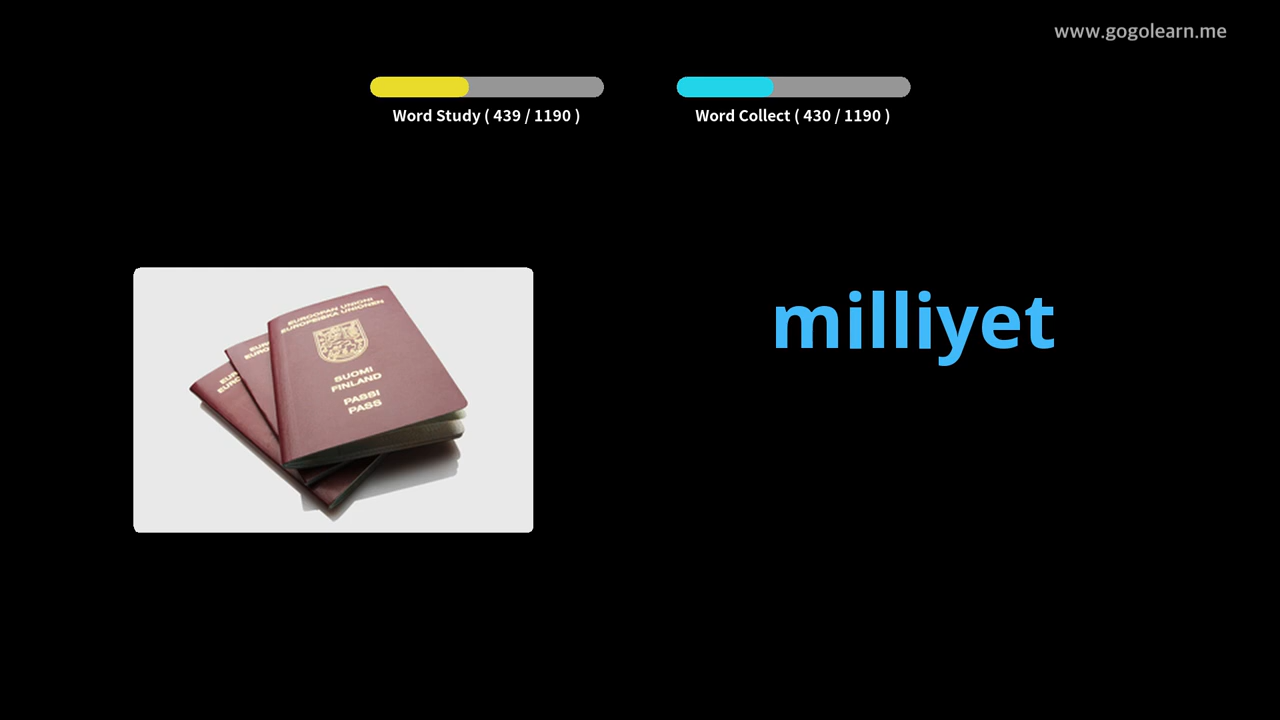 www.gogolearn.me
Word Study ( 439 / 1190 )
Word Collect ( 430 / 1190 )
milliyet
EUROOPAN UNIONI
EUROPEISKA UNIONEN
SUOMI
FINLAND
PASSI
PASS